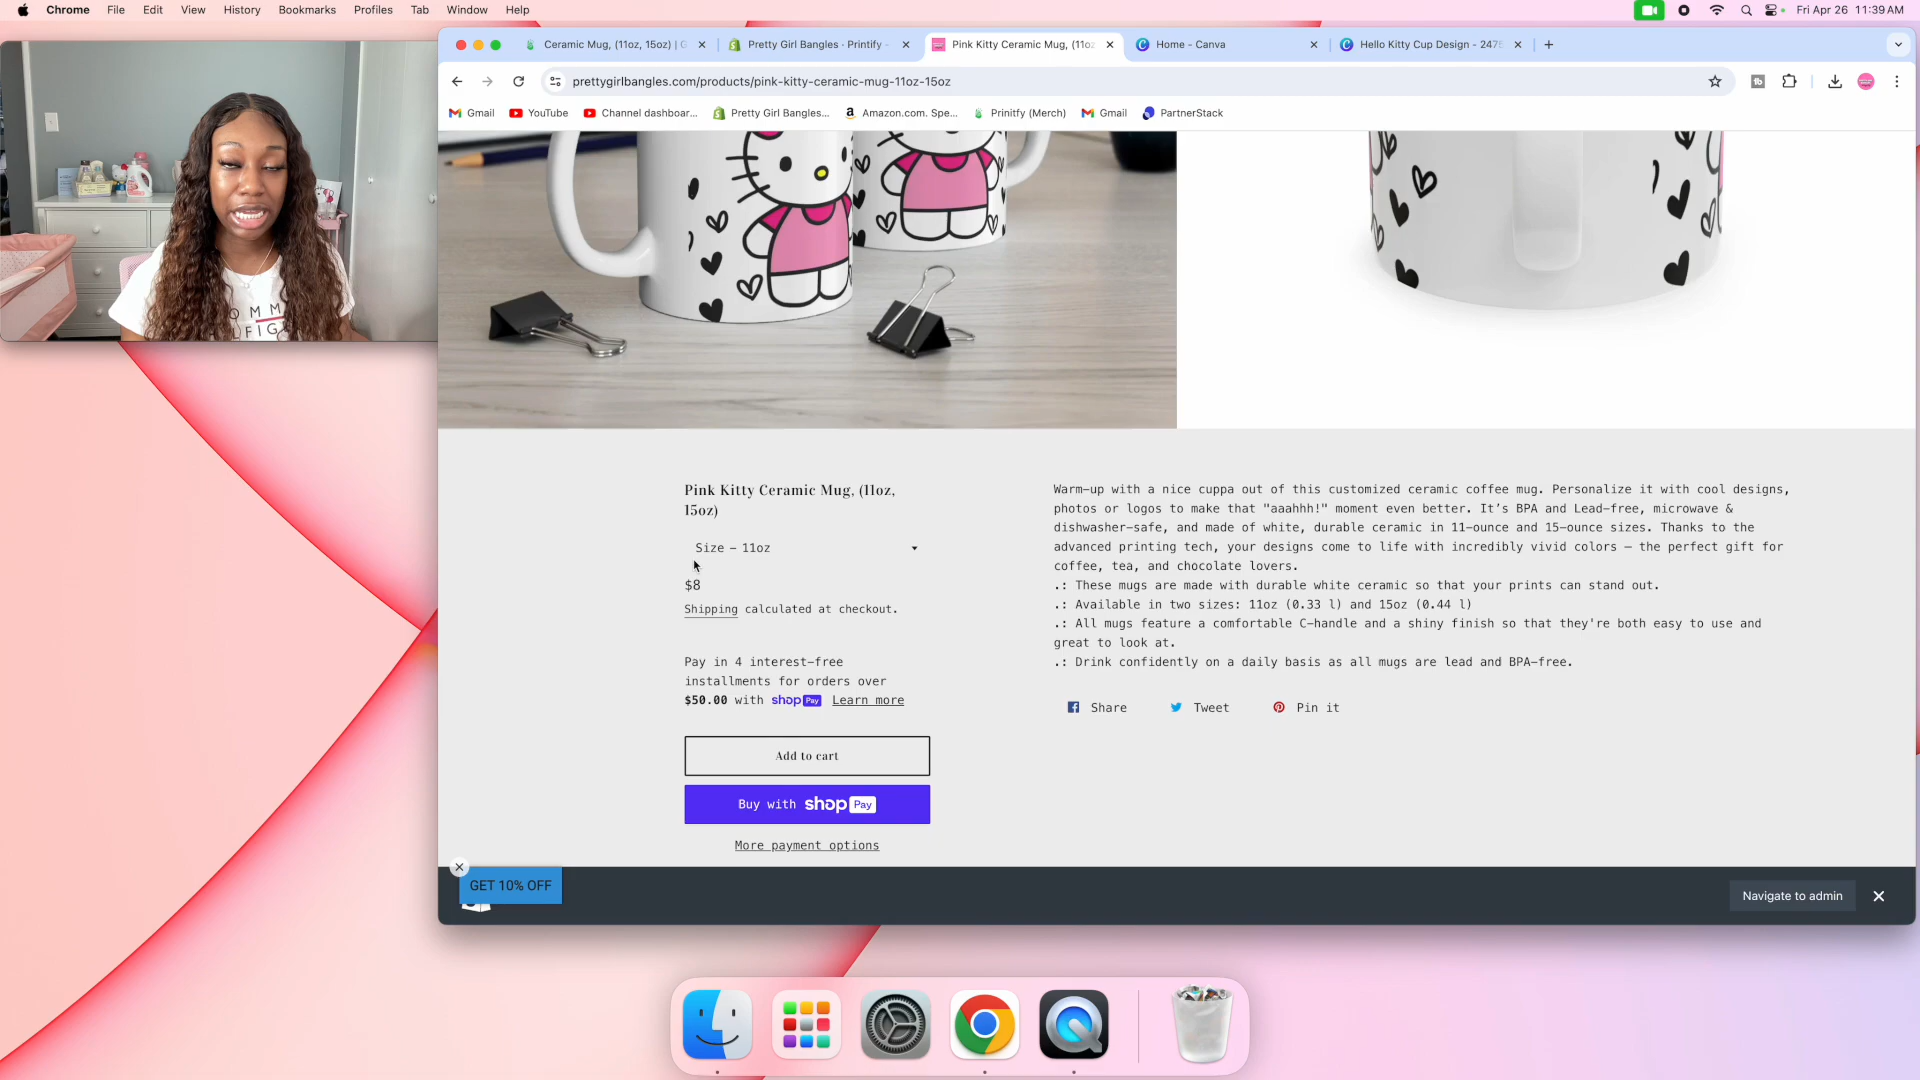 Chrome File Edit View History Bookmarks Profiles Tab Window Help
Fri Apr 26 11:39 AM
Ceramic Mug, (11oz, 15oz) | G
Pretty Girl Bangles · Printify ·
Pink Kitty Ceramic Mug, (11oz
Home - Canva
Hello Kitty Cup Design - 2475
prettygirlbangles.com/products/pink-kitty-ceramic-mug-11oz-15oz
Gmail YouTube Channel dashboar... Pretty Girl Bangles... Amazon.com. Spe... Prinitfy (Merch) Gmail PartnerStack
Pink Kitty Ceramic Mug, (11oz,
15oz)
Size – 11oz
$8
Shipping calculated at checkout.
Pay in 4 interest-free
installments for orders over
$50.00 with shop Pay Learn more
Add to cart
Buy with shop Pay
More payment options
Warm-up with a nice cuppa out of this customized ceramic coffee mug. Personalize it with cool designs,
photos or logos to make that "aaahhh!" moment even better. It’s BPA and Lead-free, microwave &
dishwasher-safe, and made of white, durable ceramic in 11-ounce and 15-ounce sizes. Thanks to the
advanced printing tech, your designs come to life with incredibly vivid colors – the perfect gift for
coffee, tea, and chocolate lovers.
.: These mugs are made with durable white ceramic so that your prints can stand out.
.: Available in two sizes: 11oz (0.33 l) and 15oz (0.44 l)
.: All mugs feature a comfortable C-handle and a shiny finish so that they're both easy to use and
great to look at.
.: Drink confidently on a daily basis as all mugs are lead and BPA-free.
Share Tweet Pin it
GET 10% OFF
Navigate to admin